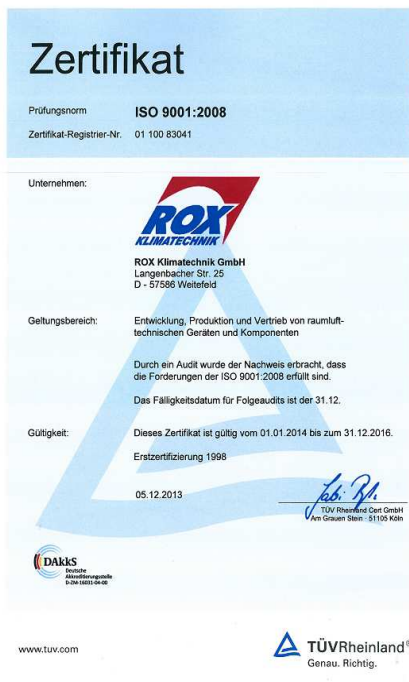 Zertifikat
Prüfungsnorm ISO 9001:2008
Zertifikat-Registrier-Nr. 01 100 83041
Unternehmen:
ROX
KLIMATECHNIK
ROX Klimatechnik GmbH
Langenbacher Str. 25
D - 57586 Weitefeld
Geltungsbereich: Entwicklung, Produktion und Vertrieb von raumluft-
technischen Geräten und Komponenten
Durch ein Audit wurde der Nachweis erbracht, dass
die Forderungen der ISO 9001:2008 erfüllt sind.
Das Fälligkeitsdatum für Folgeaudits ist der 31.12.
Gültigkeit: Dieses Zertifikat ist gültig vom 01.01.2014 bis zum 31.12.2016.
Erstzertifizierung 1998
05.12.2013
TÜV Rheinland Cert GmbH
Am Grauen Stein · 51105 Köln
DAkkS
Deutsche
Akkreditierungsstelle
D-ZM-16031-04-00
www.tuv.com
TÜVRheinland®
Genau. Richtig.